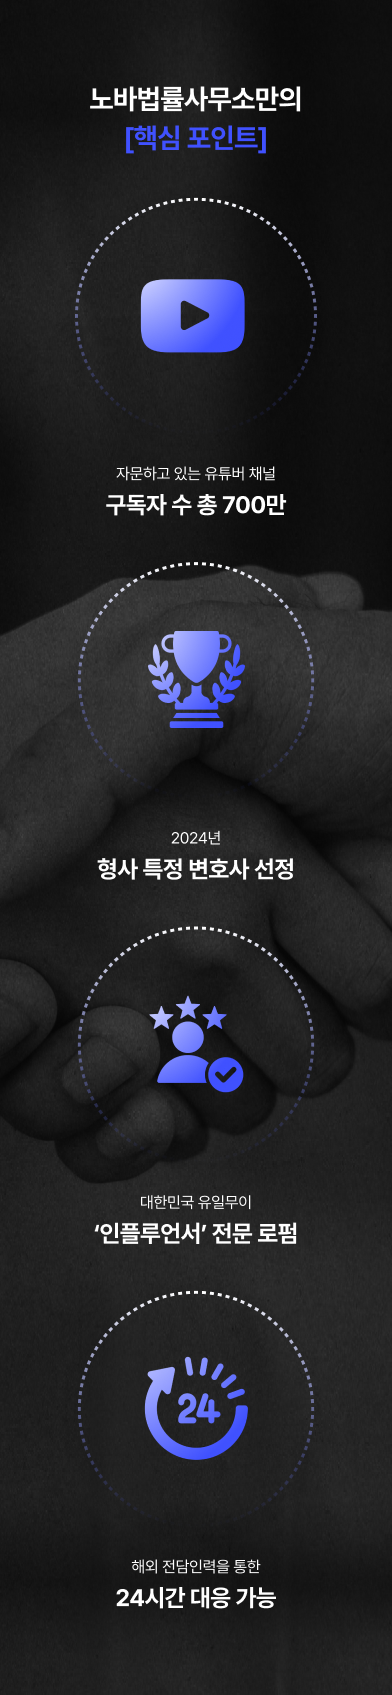 노바법률사무소만의
[핵심 포인트]
자문하고 있는 유튜버 채널
구독자 수 총 700만
2024년
형사 특정 변호사 선정
대한민국 유일무이
‘인플루언서’ 전문 로펌
24
해외 전담인력을 통한
24시간 대응 가능